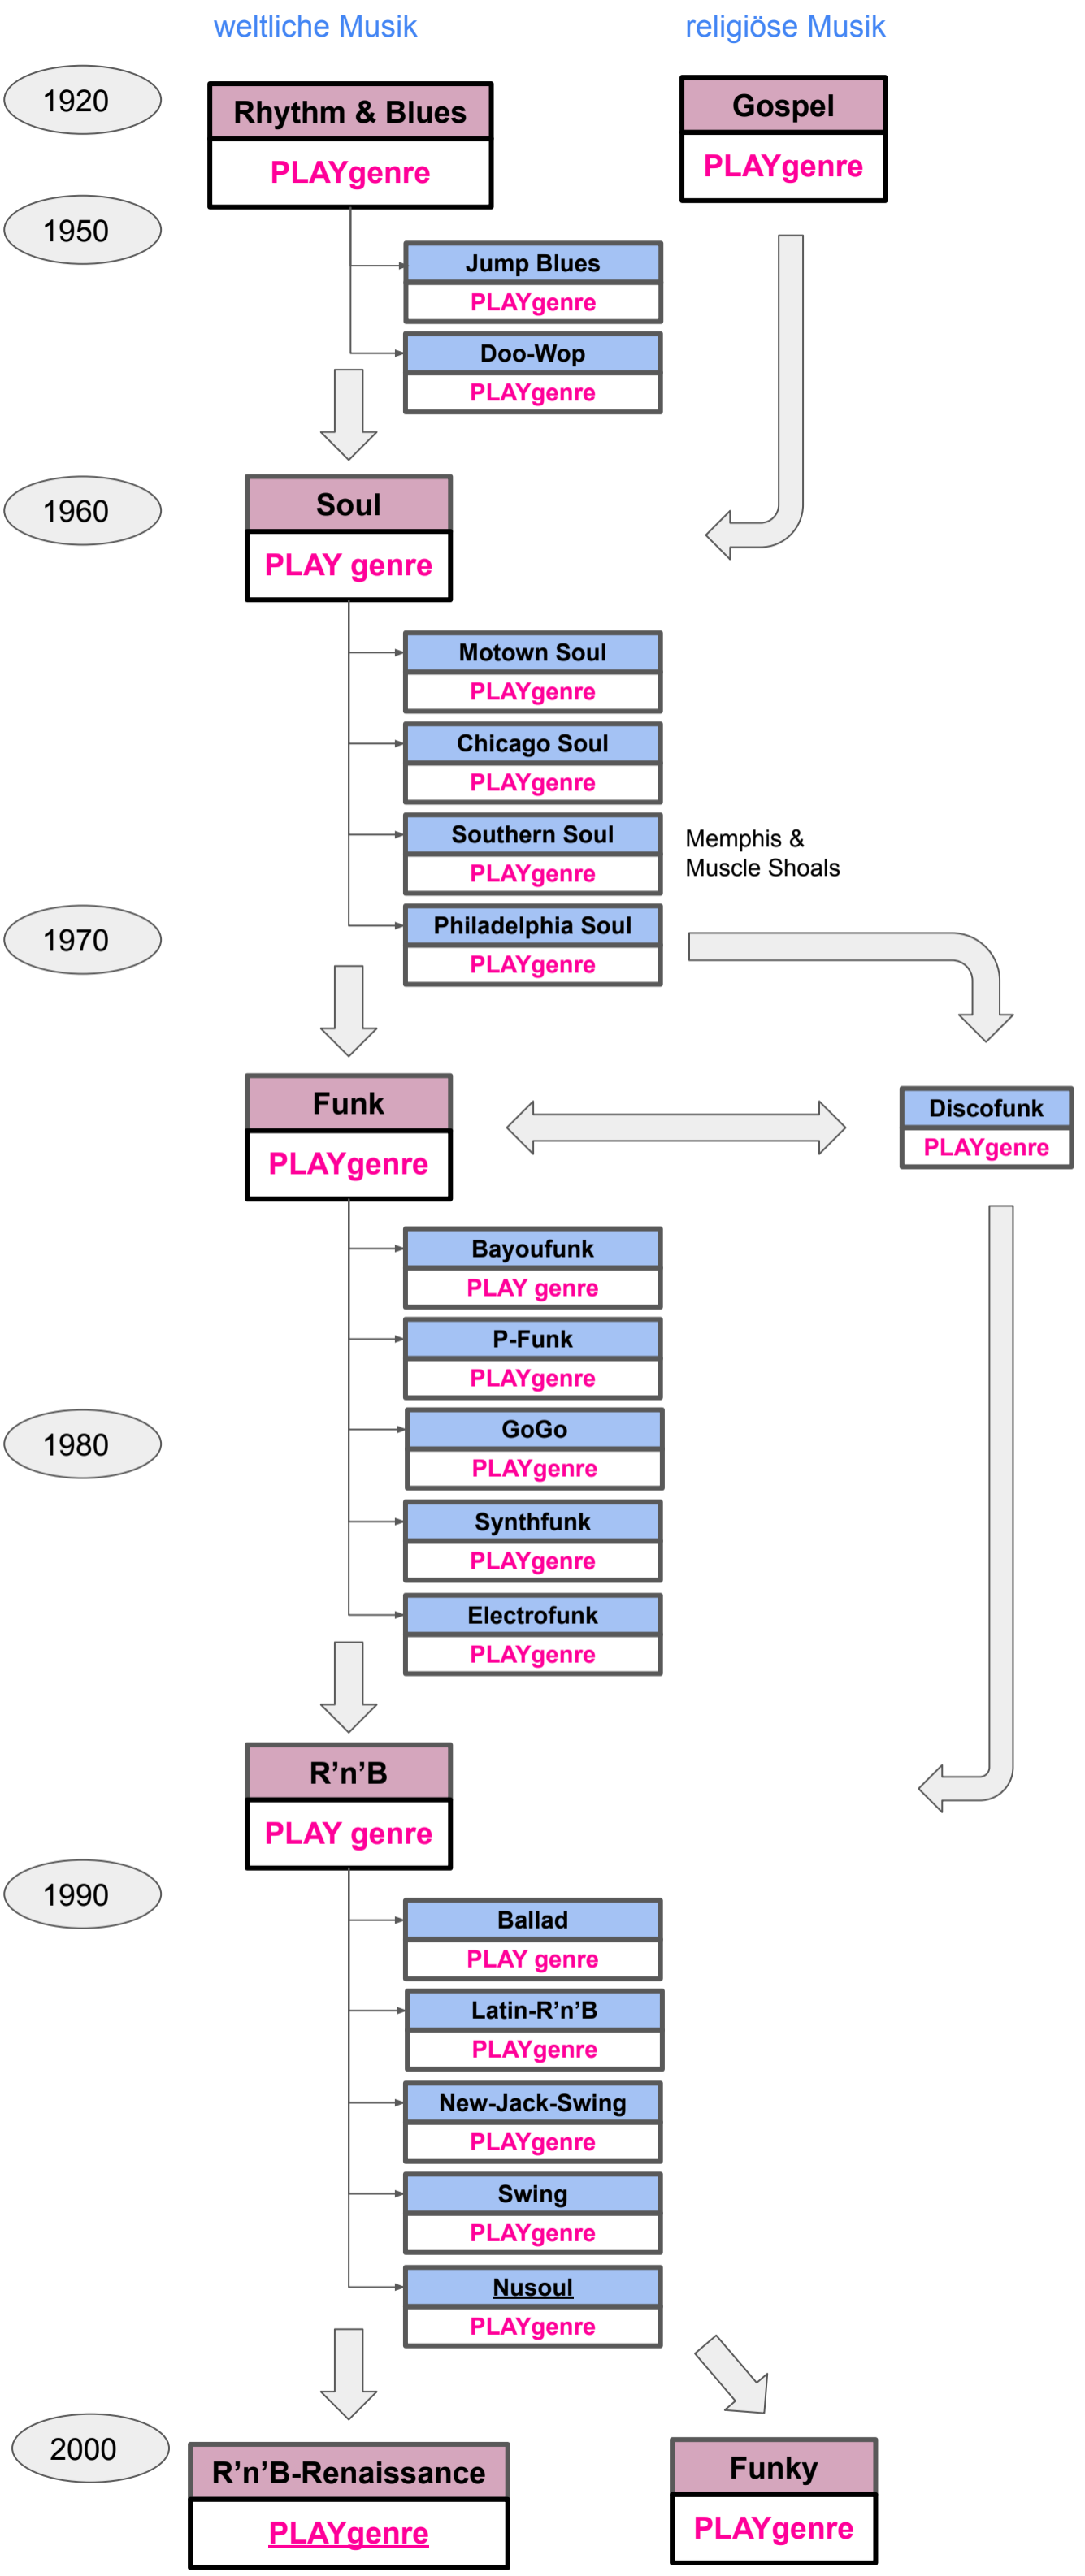 weltliche Musik
religiöse Musik
1920
Rhythm & Blues
PLAYgenre
Gospel
PLAYgenre
1950
Jump Blues
PLAYgenre
Doo-Wop
PLAYgenre
1960
Soul
PLAY genre
Motown Soul
PLAYgenre
Chicago Soul
PLAYgenre
Southern Soul
PLAYgenre
Memphis &
Muscle Shoals
1970
Philadelphia Soul
PLAYgenre
Funk
PLAYgenre
Discofunk
PLAYgenre
Bayoufunk
PLAY genre
P-Funk
PLAYgenre
1980
GoGo
PLAYgenre
Synthfunk
PLAYgenre
Electrofunk
PLAYgenre
R’n’B
PLAY genre
1990
Ballad
PLAY genre
Latin-R’n’B
PLAYgenre
New-Jack-Swing
PLAYgenre
Swing
PLAYgenre
Nusoul
PLAYgenre
2000
R’n’B-Renaissance
PLAYgenre
Funky
PLAYgenre